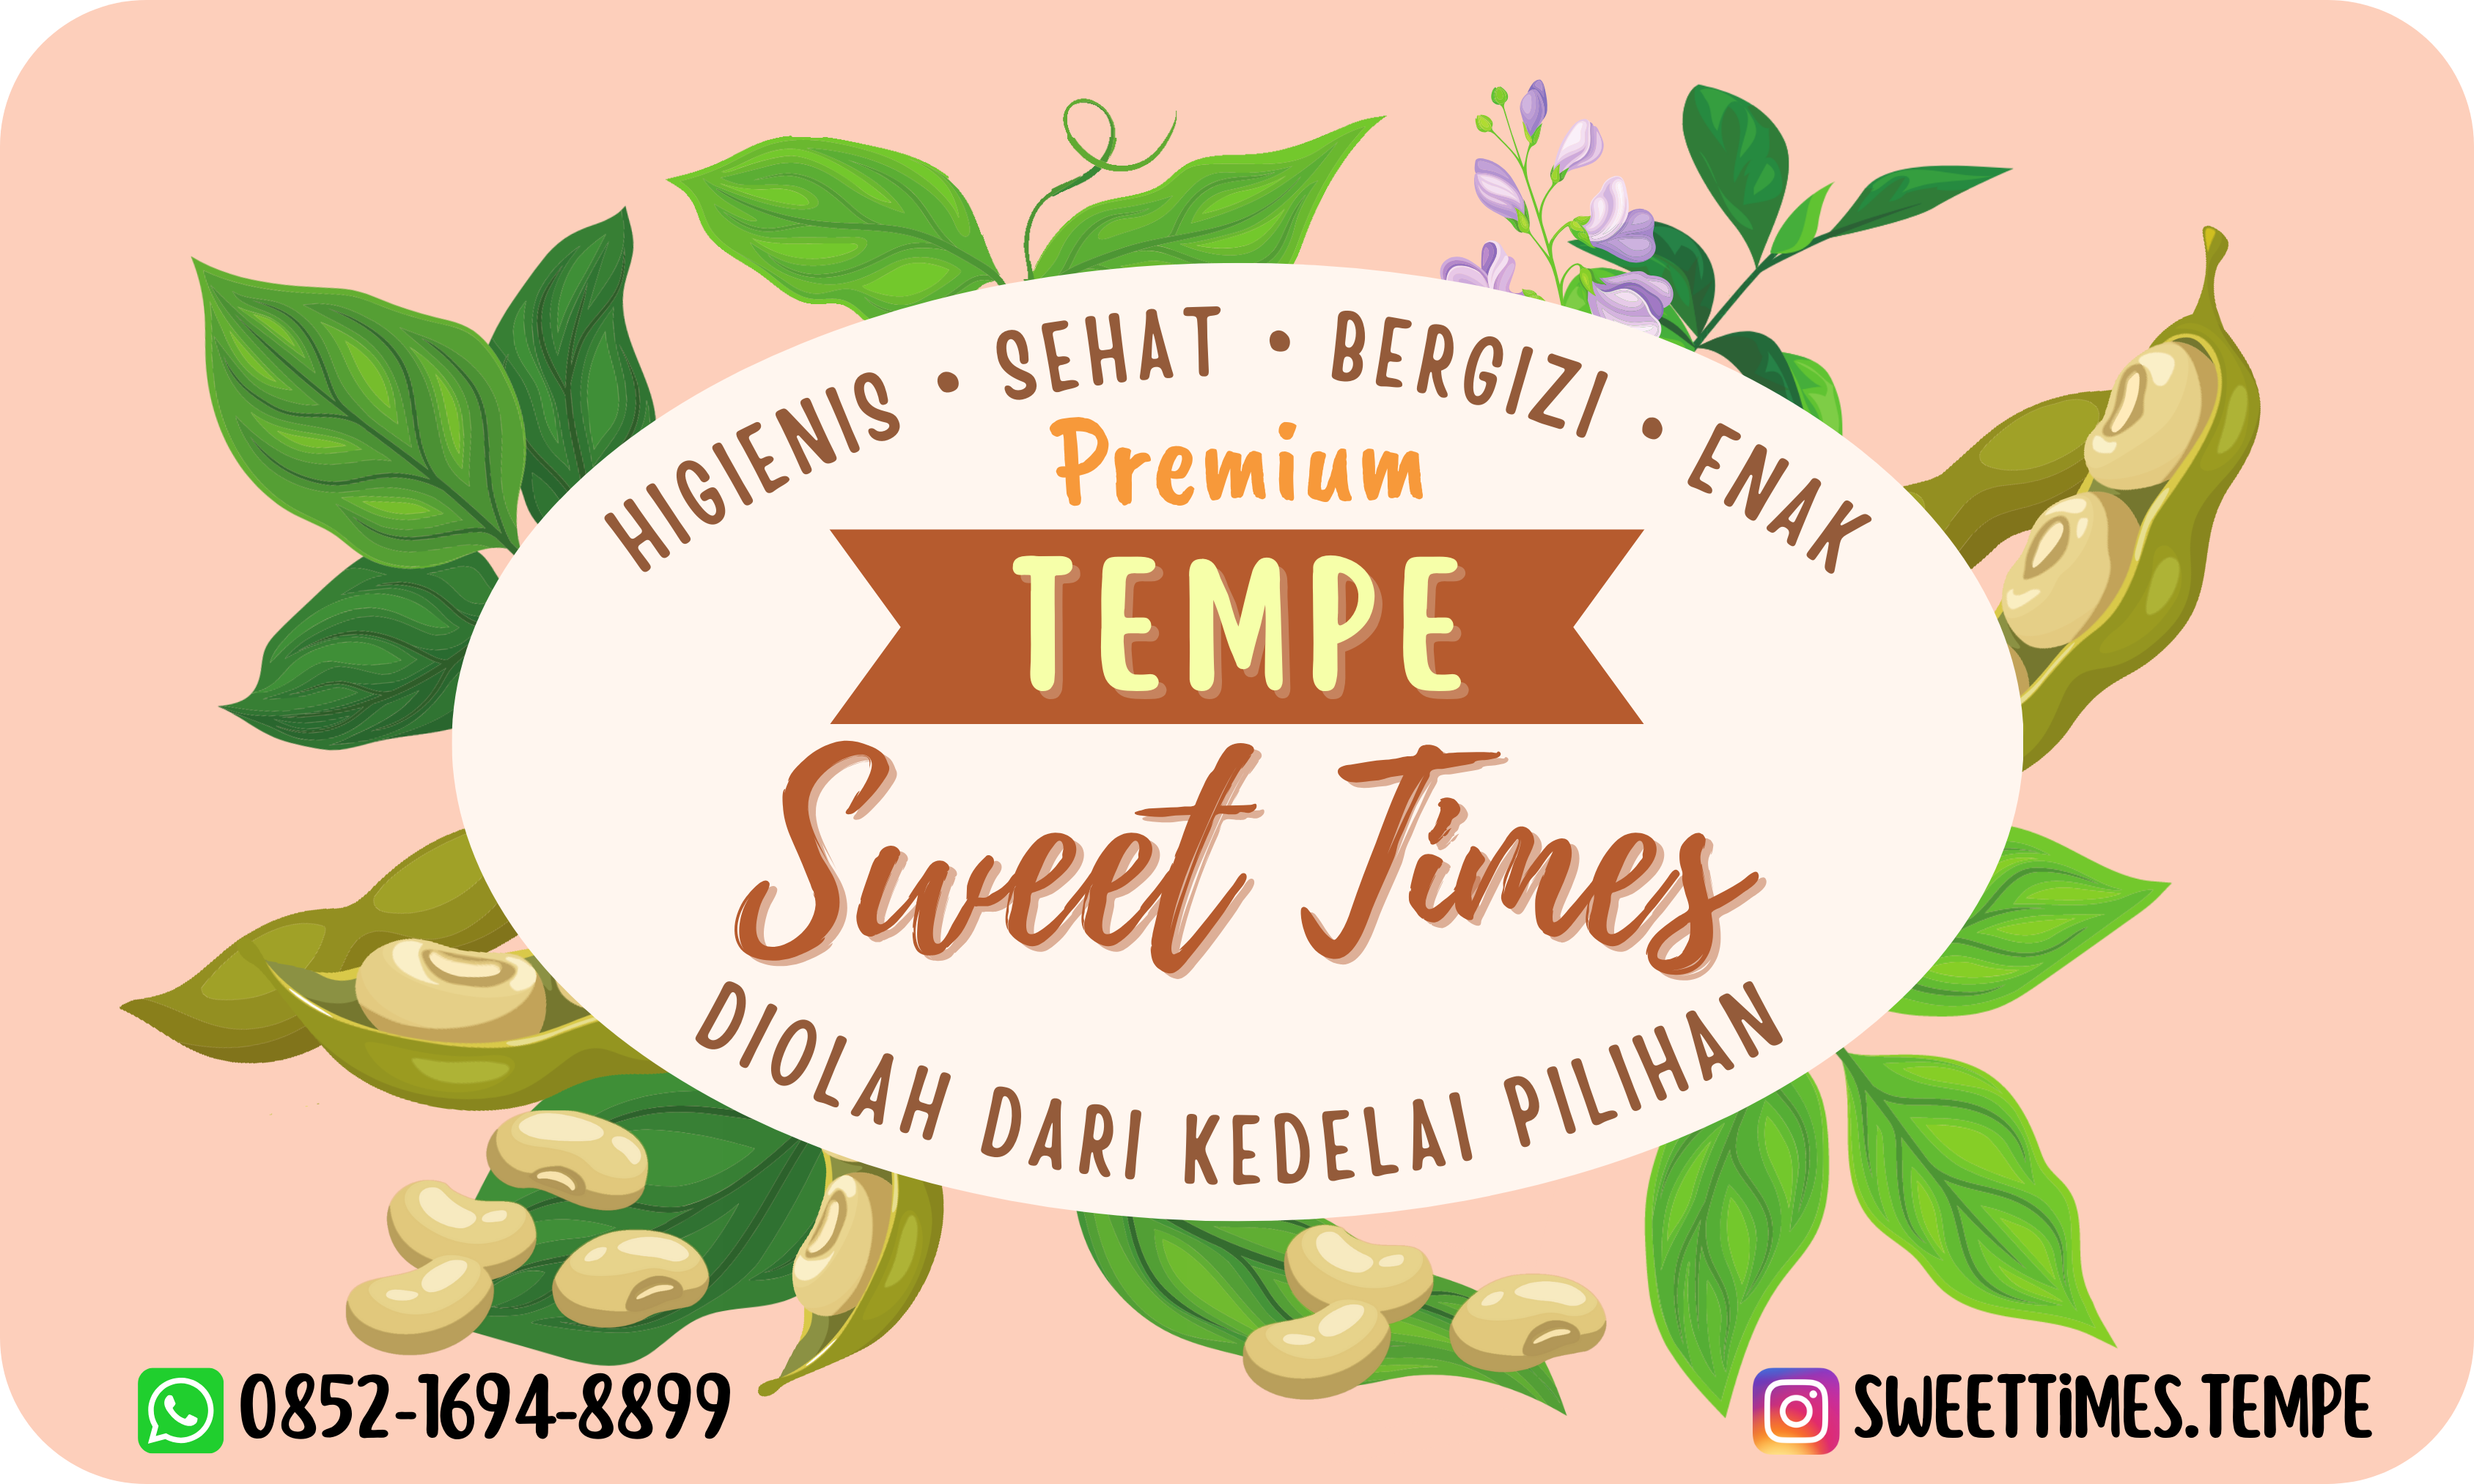 HIGIENIS • SEHAT • BERGIZI • ENAK
Premium
TEMPE
Sweet Times
DIOLAH DARI KEDELAI PILIHAN
0852-1694-8899
SWEETTiMES.TEMPE